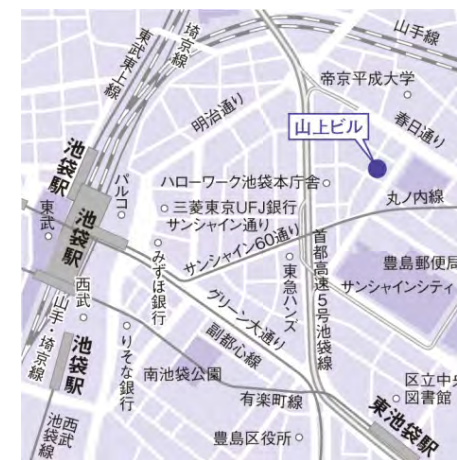 山手線
埼京線
東武東上線
帝京平成大学
明治通り
山上ビル
春日通り
池袋駅
パルコ
ハローワーク池袋本庁舎
丸ノ内線
三菱東京UFJ銀行
サンシャイン通り
池袋駅
東武
サンシャイン60通り
みずほ銀行
首都高速5号池袋線
東急ハンズ
豊島郵便局
サンシャインシティ
西武
グリーン大通り
副都心線
山手・埼京線
池袋駅
りそな銀行
南池袋公園
有楽町線
区立中央
図書館
東池袋駅
西武
池袋線
豊島区役所